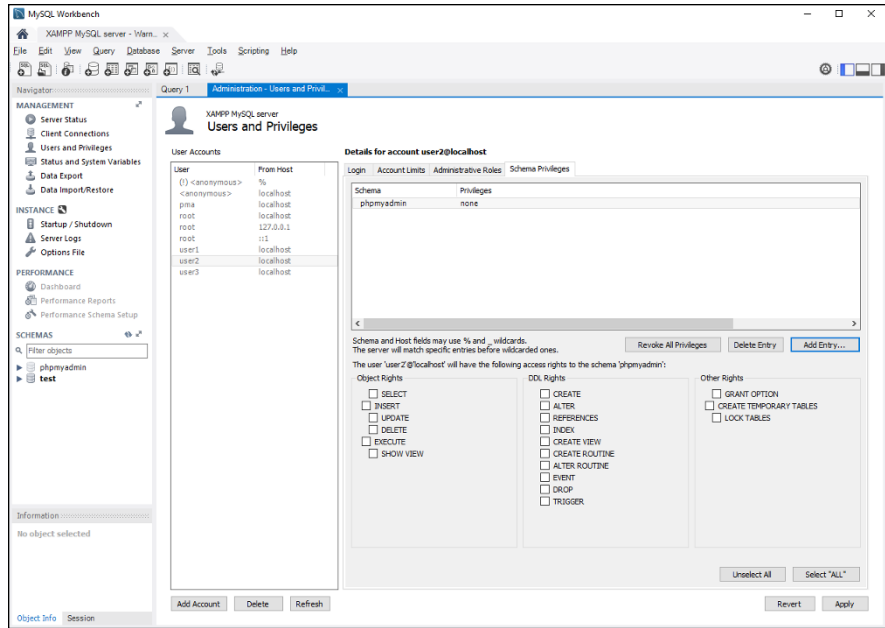 MySQL Workbench
XAMPP MySQL server - Warn...
File Edit View Query Database Server Tools Scripting Help
Navigator
MANAGEMENT
Server Status
Client Connections
Users and Privileges
Status and System Variables
Data Export
Data Import/Restore
INSTANCE
Startup / Shutdown
Server Logs
Options File
PERFORMANCE
Dashboard
Performance Reports
Performance Schema Setup
SCHEMAS
Filter objects
phpmyadmin
test
Information
No object selected
Object Info Session
Query 1 Administration - Users and Privil...
XAMPP MySQL server
Users and Privileges
User Accounts
User From Host
(!) <anonymous> %
<anonymous> localhost
pma localhost
root localhost
root 127.0.0.1
root ::1
user1 localhost
user2 localhost
user3 localhost
Add Account Delete Refresh
Details for account user2@localhost
Login Account Limits Administrative Roles Schema Privileges
Schema Privileges
phpmyadmin none
Schema and Host fields may use % and _ wildcards.
The server will match specific entries before wildcarded ones.
Revoke All Privileges Delete Entry Add Entry...
The user 'user2'@'localhost' will have the following access rights to the schema 'phpmyadmin':
Object Rights
SELECT
INSERT
UPDATE
DELETE
EXECUTE
SHOW VIEW
DDL Rights
CREATE
ALTER
REFERENCES
INDEX
CREATE VIEW
CREATE ROUTINE
ALTER ROUTINE
EVENT
DROP
TRIGGER
Other Rights
GRANT OPTION
CREATE TEMPORARY TABLES
LOCK TABLES
Unselect All Select "ALL"
Revert Apply